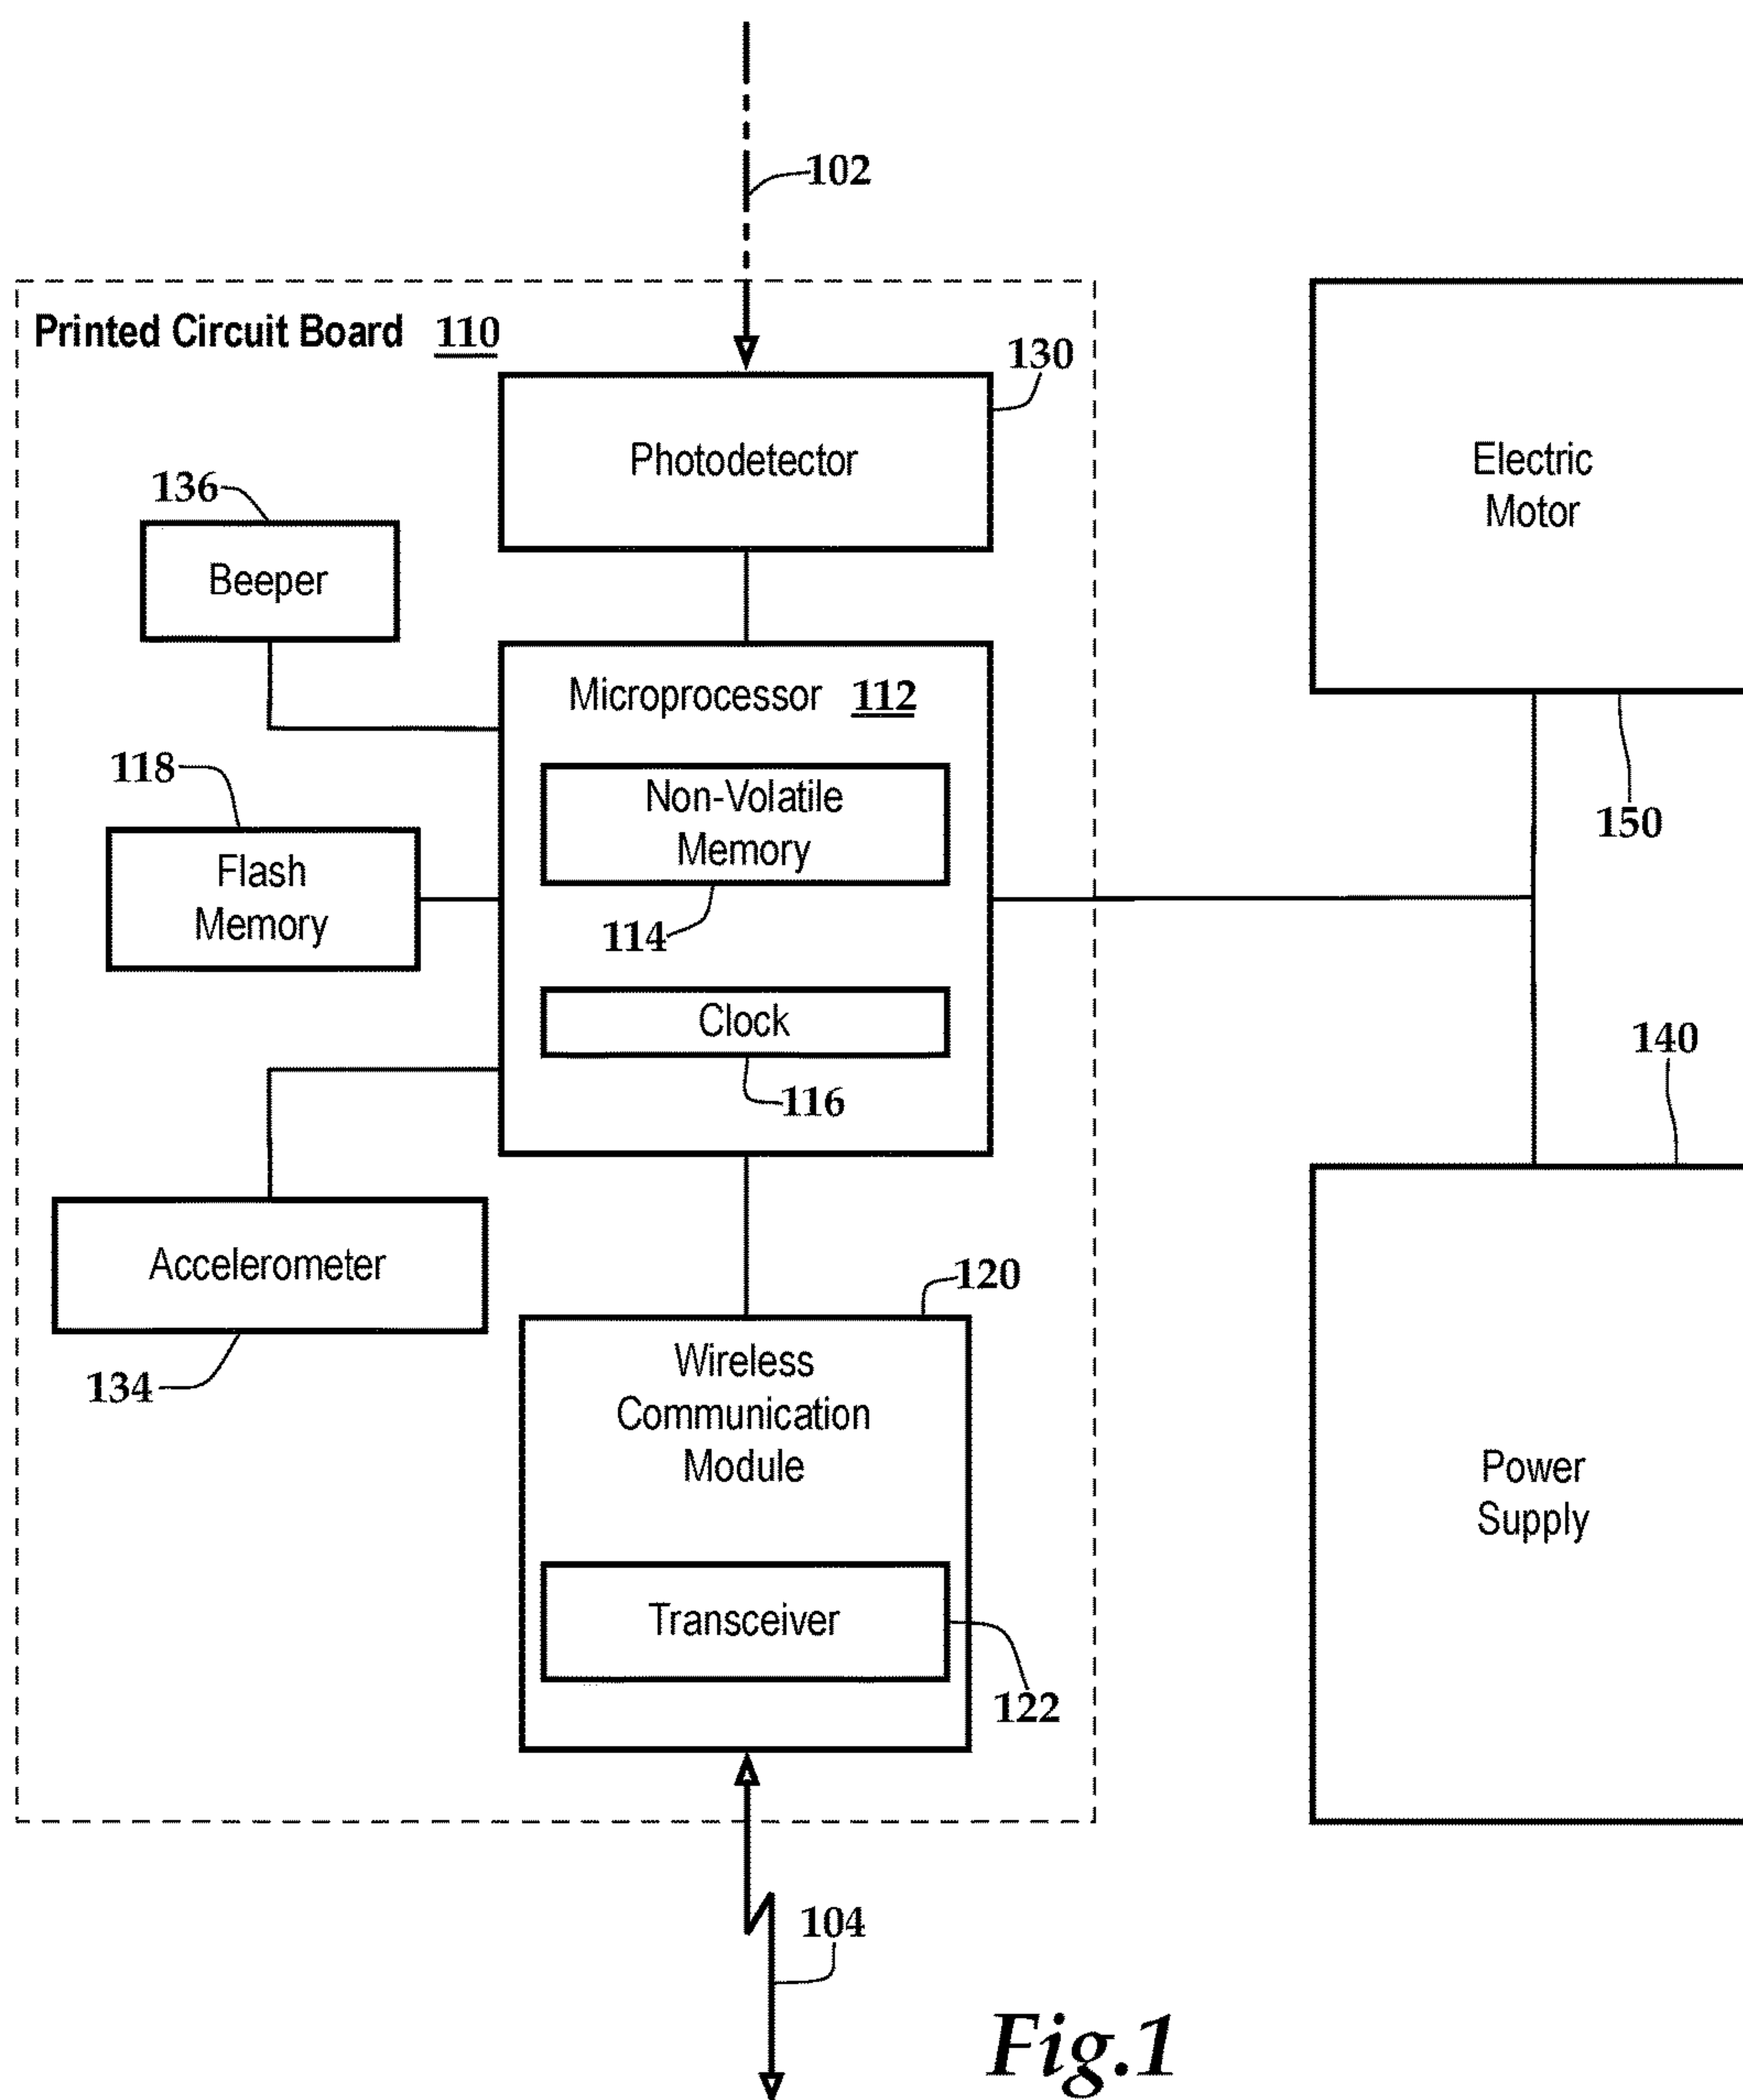 102
Printed Circuit Board 110
130
Photodetector
Electric
Motor
136
Beeper
Microprocessor 112
118
Non-Volatile
Memory
150
Flash
Memory
114
Clock
140
116
Accelerometer
120
134
Wireless
Communication
Module
Power
Supply
Transceiver
122
104
Fig.1